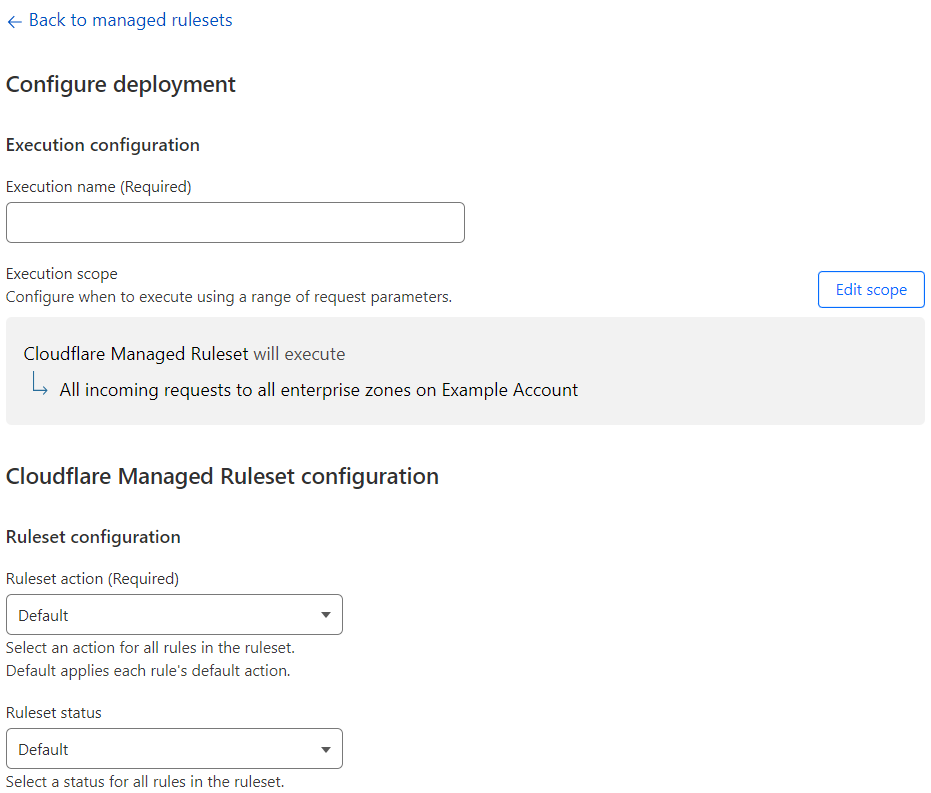 ← Back to managed rulesets
Configure deployment
Execution configuration
Execution name (Required)
Execution scope
Configure when to execute using a range of request parameters.
Edit scope
Cloudflare Managed Ruleset will execute
All incoming requests to all enterprise zones on Example Account
Cloudflare Managed Ruleset configuration
Ruleset configuration
Ruleset action (Required)
Default
Select an action for all rules in the ruleset.
Default applies each rule's default action.
Ruleset status
Default
Select a status for all rules in the ruleset.